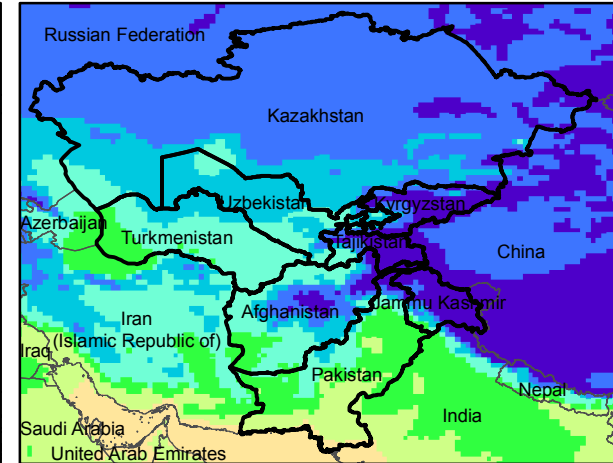 Russian Federation
Kazakhstan
Uzbekistan
Kyrgyzstan
Azerbaijan
Turkmenistan
Tajikistan
China
Jammu Kashmir
Afghanistan
Iran
(Islamic Republic of)
Iraq
Pakistan
Nepal
India
Saudi Arabia
United Arab Emirates